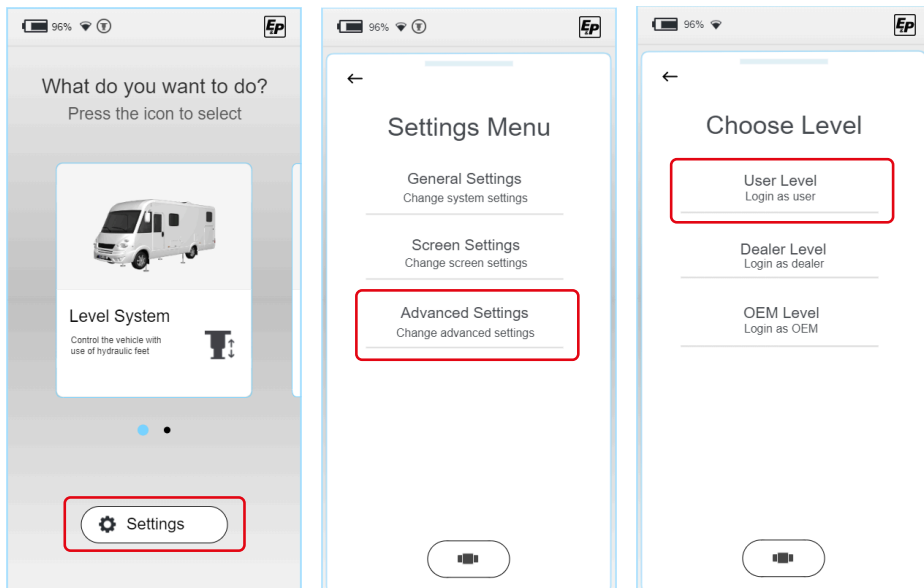 96%
EP
What do you want to do?
Press the icon to select
Level System
Control the vehicle with
use of hydraulic feet
Settings
96%
EP
Settings Menu
General Settings
Change system settings
Screen Settings
Change screen settings
Advanced Settings
Change advanced settings
96%
EP
Choose Level
User Level
Login as user
Dealer Level
Login as dealer
OEM Level
Login as OEM